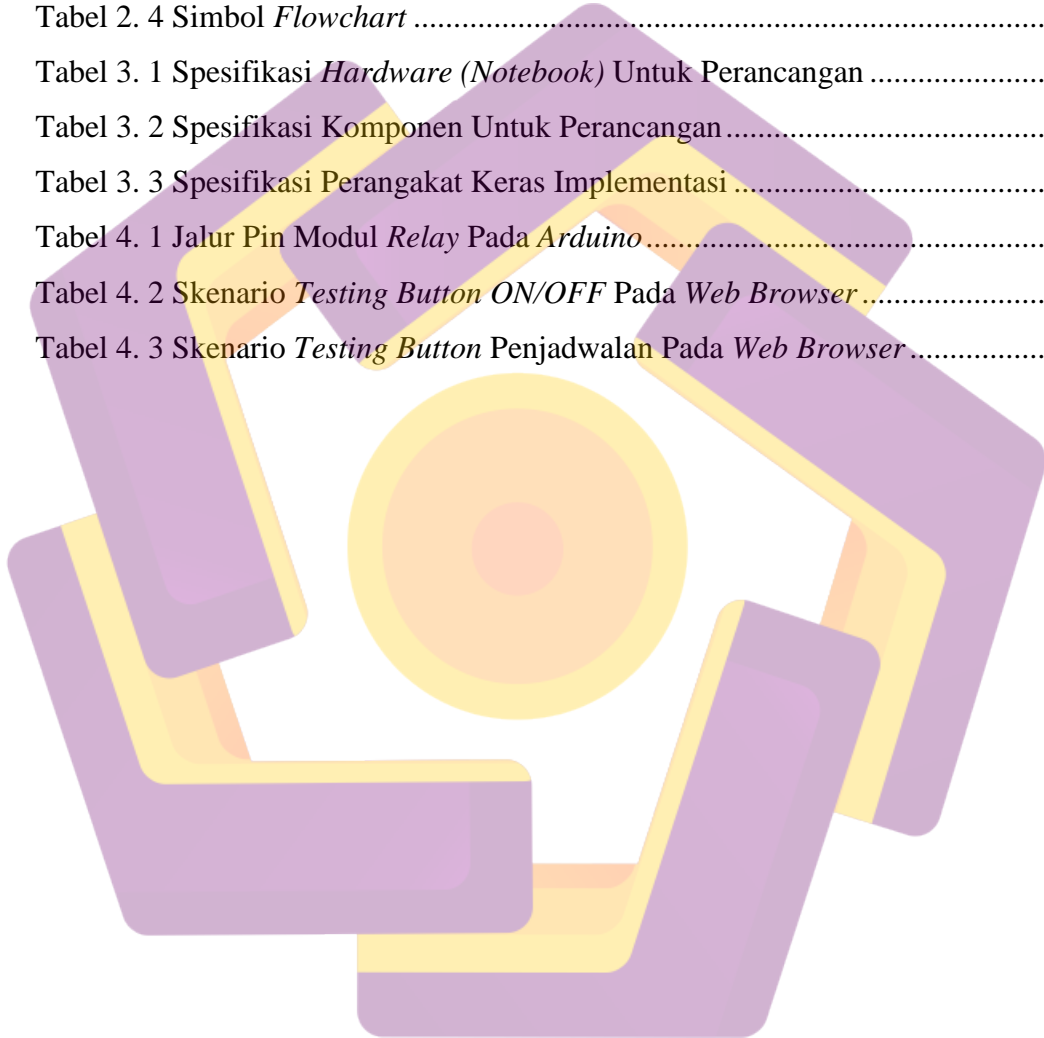 Tabel 2. 4 Simbol Flowchart ................................................................................
Tabel 3. 1 Spesifikasi Hardware (Notebook) Untuk Perancangan ......................
Tabel 3. 2 Spesifikasi Komponen Untuk Perancangan ........................................
Tabel 3. 3 Spesifikasi Perangakat Keras Implementasi .......................................
Tabel 4. 1 Jalur Pin Modul Relay Pada Arduino ..................................................
Tabel 4. 2 Skenario Testing Button ON/OFF Pada Web Browser .......................
Tabel 4. 3 Skenario Testing Button Penjadwalan Pada Web Browser .................